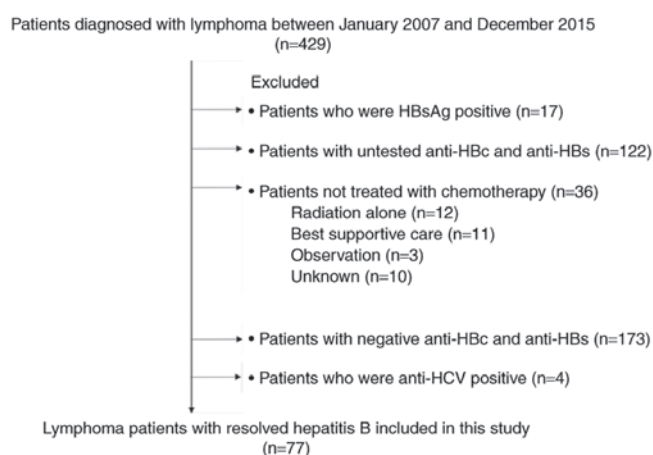 Patients diagnosed with lymphoma between January 2007 and December 2015
(n=429)
Excluded
• Patients who were HBsAg positive (n=17)
• Patients with untested anti-HBc and anti-HBs (n=122)
• Patients not treated with chemotherapy (n=36)
Radiation alone (n=12)
Best supportive care (n=11)
Observation (n=3)
Unknown (n=10)
• Patients with negative anti-HBc and anti-HBs (n=173)
• Patients who were anti-HCV positive (n=4)
Lymphoma patients with resolved hepatitis B included in this study
(n=77)